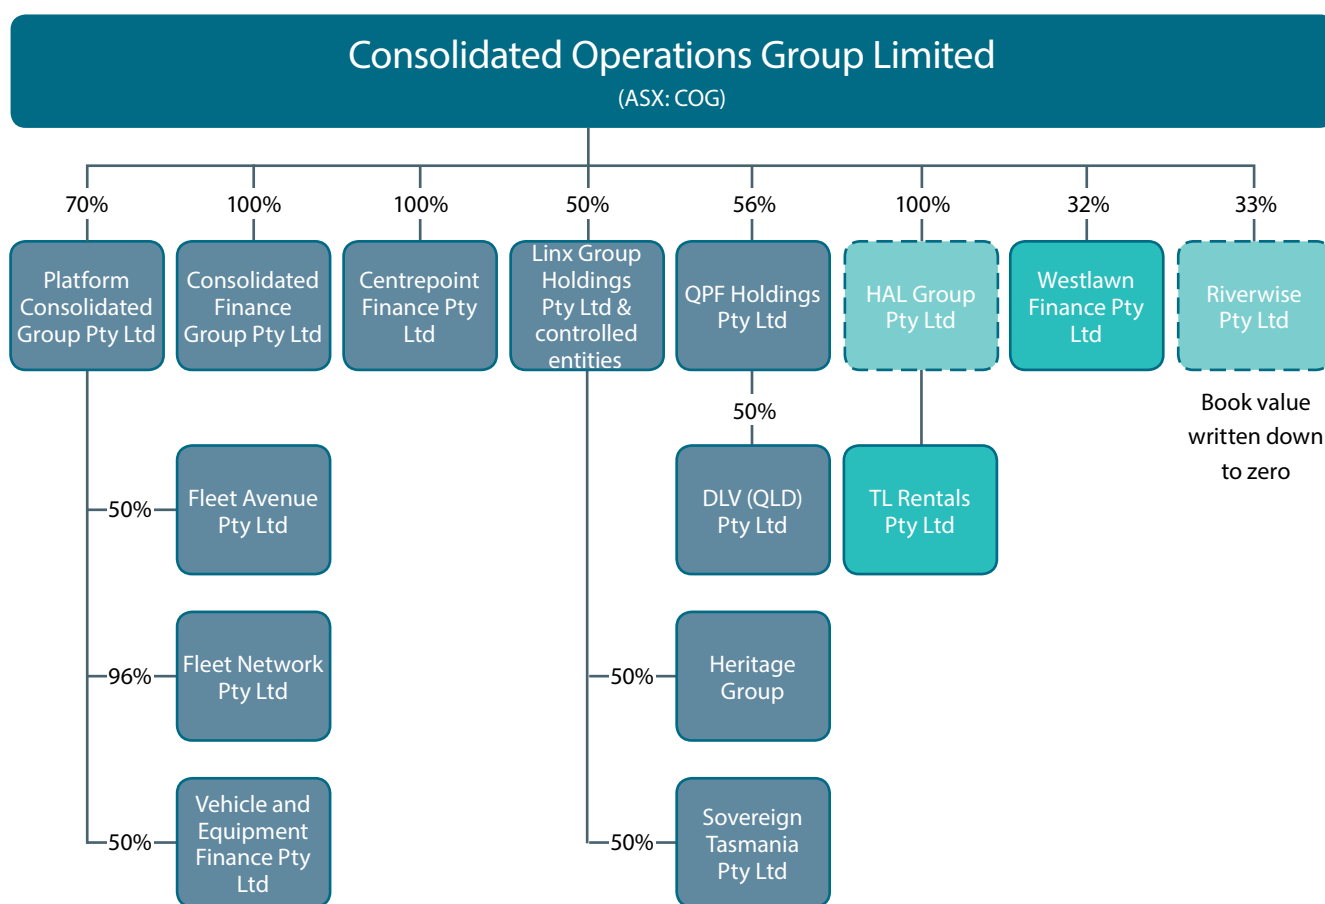 Consolidated Operations Group Limited
(ASX: COG)
70%
100%
100%
50%
56%
100%
32%
33%
Platform
Consolidated
Group Pty Ltd
Consolidated
Finance
Group Pty Ltd
Centrepoint
Finance Pty
Ltd
Linx Group
Holdings
Pty Ltd &
controlled
entities
QPF Holdings
Pty Ltd
HAL Group
Pty Ltd
Westlawn
Finance Pty
Ltd
Riverwise
Pty Ltd
Book value
written down
to zero
50%
50%
Fleet Avenue
Pty Ltd
DLV (QLD)
Pty Ltd
TL Rentals
Pty Ltd
96%
Fleet Network
Pty Ltd
50%
Heritage
Group
50%
Vehicle and
Equipment
Finance Pty
Ltd
50%
Sovereign
Tasmania
Pty Ltd